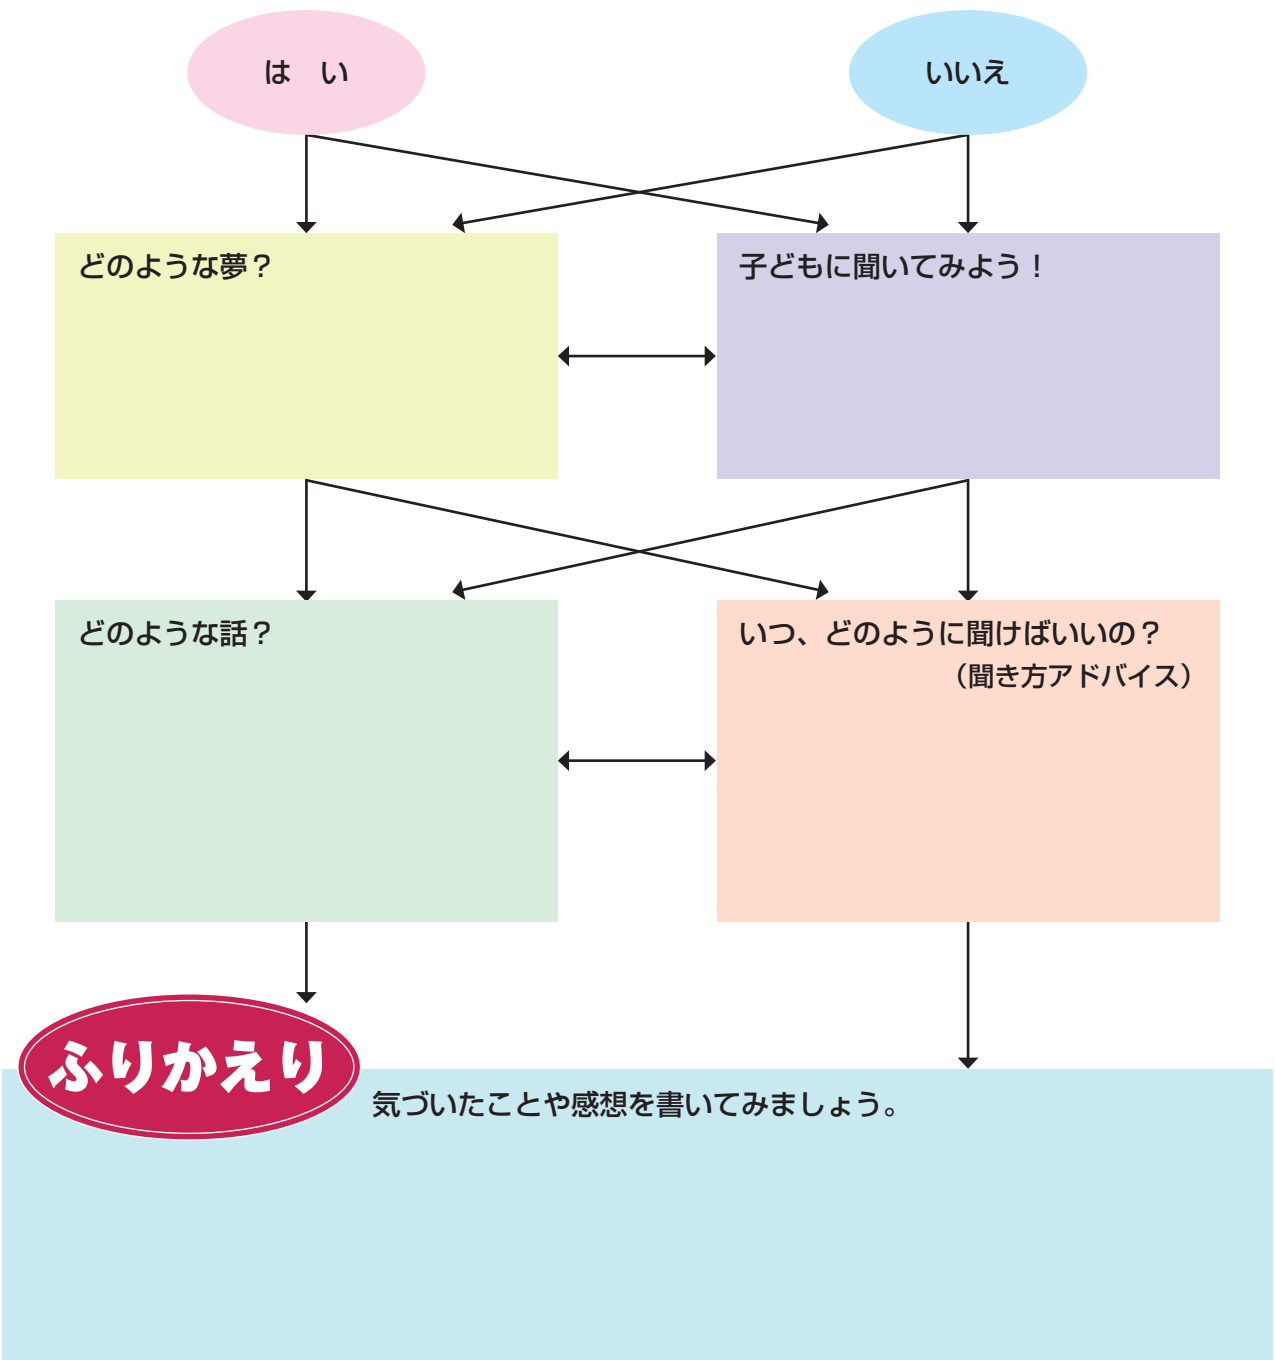 は い
いいえ
どのような夢？
子どもに聞いてみよう！
どのような話？
いつ、どのように聞けばいいの？
（聞き方アドバイス）
ふりかえり
気づいたことや感想を書いてみましょう。